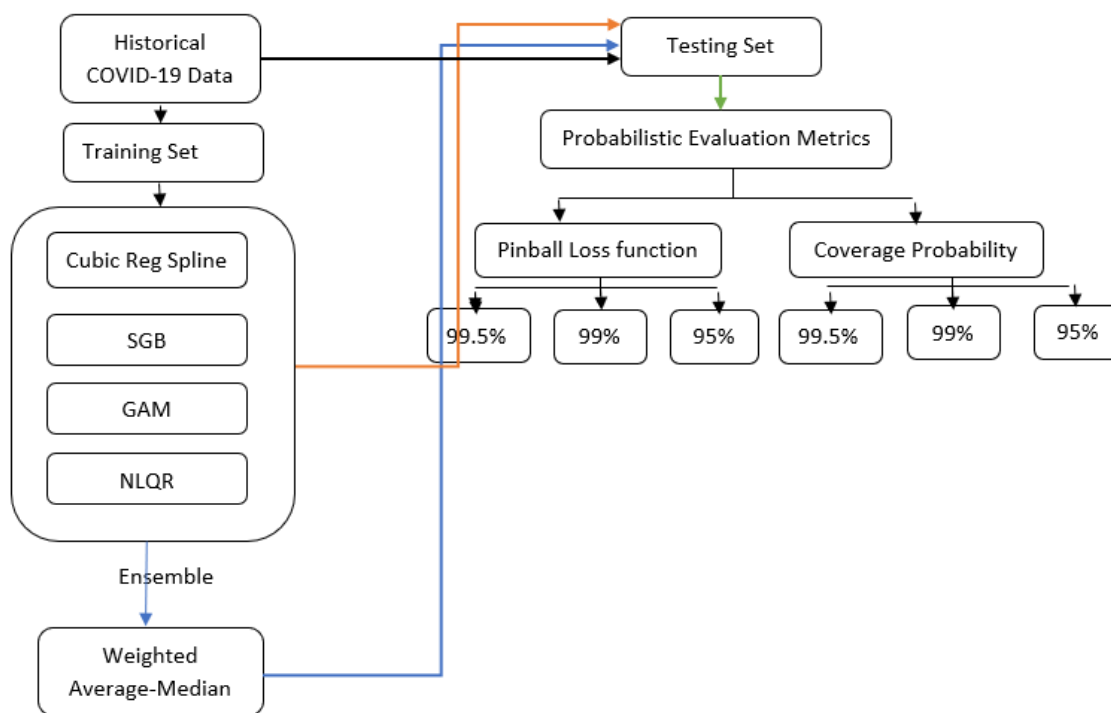 Historical
COVID-19 Data
Training Set
Cubic Reg Spline
SGB
GAM
NLQR
Ensemble
Weighted
Average-Median
Testing Set
Probabilistic Evaluation Metrics
Pinball Loss function
Coverage Probability
99.5%
99%
95%
99.5%
99%
95%